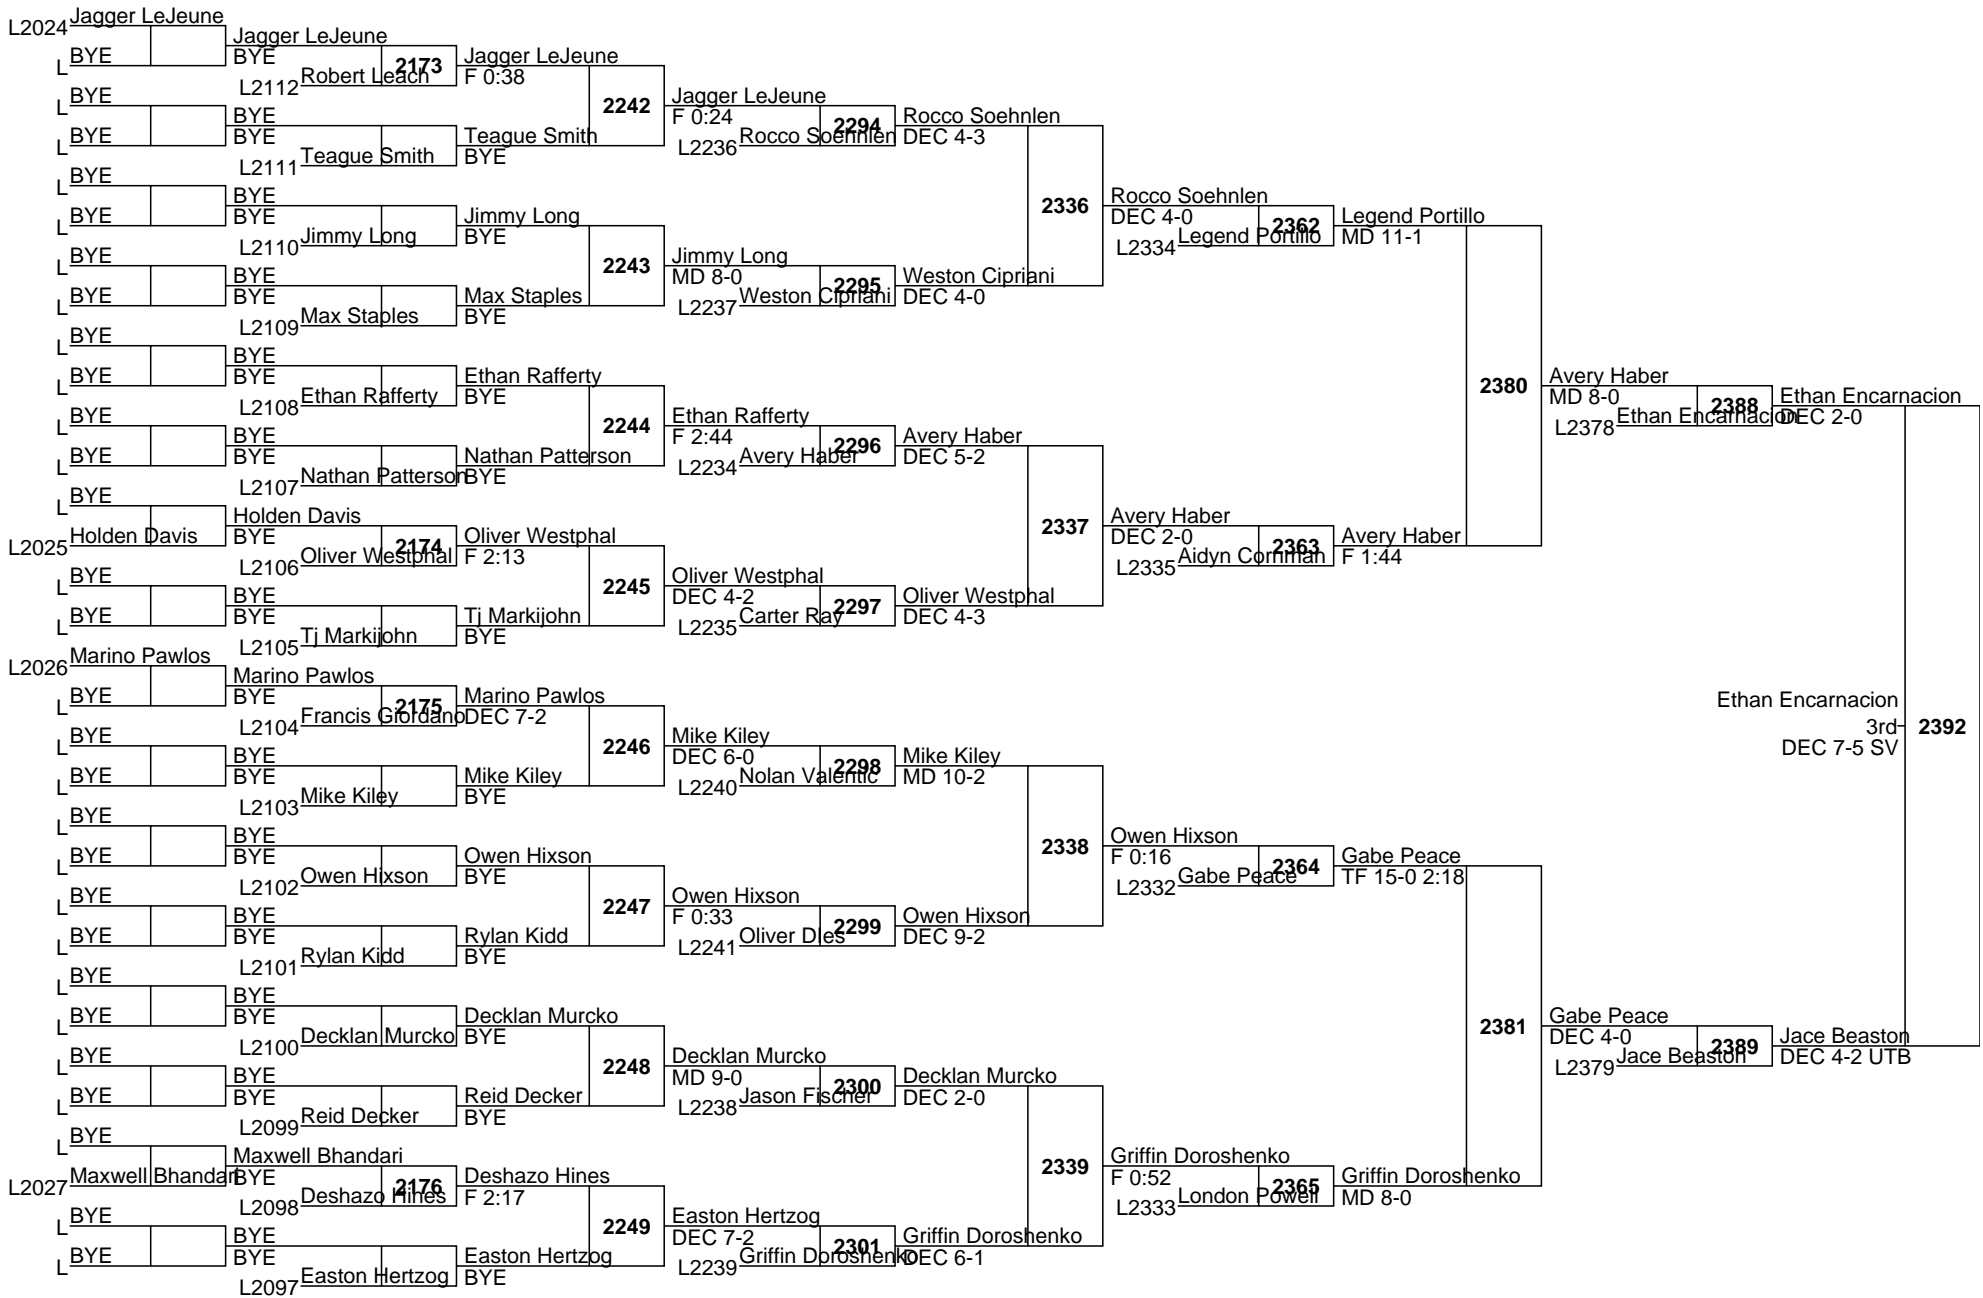 L2024 Jagger LeJeune
L BYE
Jagger LeJeune
BYE
L2112 Robert Leach
2173
Jagger LeJeune
F 0:38
L BYE
L BYE
BYE
BYE
L2111 Teague Smith
Teague Smith
BYE
2242
Jagger LeJeune
F 0:24
L2236 Rocco Soehnlen
2294
Rocco Soehnlen
DEC 4-3
L BYE
L BYE
BYE
BYE
L2110 Jimmy Long
Jimmy Long
BYE
L BYE
L BYE
BYE
BYE
L2109 Max Staples
Max Staples
BYE
2243
Jimmy Long
MD 8-0
L2237 Weston Cipriani
2295
Weston Cipriani
DEC 4-0
2336
Rocco Soehnlen
DEC 4-0
L2334 Legend Portillo
2362
Legend Portillo
MD 11-1
L BYE
L BYE
BYE
BYE
L2108 Ethan Rafferty
Ethan Rafferty
BYE
L BYE
L BYE
BYE
BYE
L2107 Nathan Patterson
Nathan Patterson
BYE
2244
Ethan Rafferty
F 2:44
L2234 Avery Haber
2296
Avery Haber
DEC 5-2
L BYE
L2025 Holden Davis
Holden Davis
BYE
L2106 Oliver Westphal
2174
Oliver Westphal
F 2:13
L BYE
L BYE
BYE
BYE
L2105 Tj Markijohn
Tj Markijohn
BYE
2245
Oliver Westphal
DEC 4-2
L2235 Carter Ray
2297
Oliver Westphal
DEC 4-3
2337
Avery Haber
DEC 2-0
L2335 Aidyn Cornman
2363
Avery Haber
F 1:44
2380
Avery Haber
MD 8-0
L2378 Ethan Encarnacion
2388
Ethan Encarnacion
DEC 2-0
L2026 Marino Pawlos
L BYE
Marino Pawlos
BYE
L2104 Francis Giordano
2175
Marino Pawlos
DEC 7-2
L BYE
L BYE
BYE
BYE
L2103 Mike Kiley
Mike Kiley
BYE
2246
Mike Kiley
DEC 6-0
L2240 Nolan Valentic
2298
Mike Kiley
MD 10-2
L BYE
L BYE
BYE
BYE
L2102 Owen Hixson
Owen Hixson
BYE
L BYE
L BYE
BYE
BYE
L2101 Rylan Kidd
Rylan Kidd
BYE
2247
Owen Hixson
F 0:33
L2241 Oliver Dles
2299
Owen Hixson
DEC 9-2
2338
Owen Hixson
F 0:16
L2332 Gabe Peace
2364
Gabe Peace
TF 15-0 2:18
L BYE
L BYE
BYE
BYE
L2100 Decklan Murcko
Decklan Murcko
BYE
L BYE
L BYE
BYE
BYE
L2099 Reid Decker
Reid Decker
BYE
2248
Decklan Murcko
MD 9-0
L2238 Jason Fischer
2300
Decklan Murcko
DEC 2-0
L BYE
L2027 Maxwell Bhandari
Maxwell Bhandari
BYE
L2098 Deshazo Hines
2176
Deshazo Hines
F 2:17
L BYE
L BYE
BYE
BYE
L2097 Easton Hertzog
Easton Hertzog
BYE
2249
Easton Hertzog
DEC 7-2
L2239 Griffin Doroshenko
2301
Griffin Doroshenko
DEC 6-1
2339
Griffin Doroshenko
F 0:52
L2333 London Powell
2365
Griffin Doroshenko
MD 8-0
2381
Gabe Peace
DEC 4-0
L2379 Jace Beaston
2389
Jace Beaston
DEC 4-2 UTB
2392
Ethan Encarnacion
3rd
DEC 7-5 SV